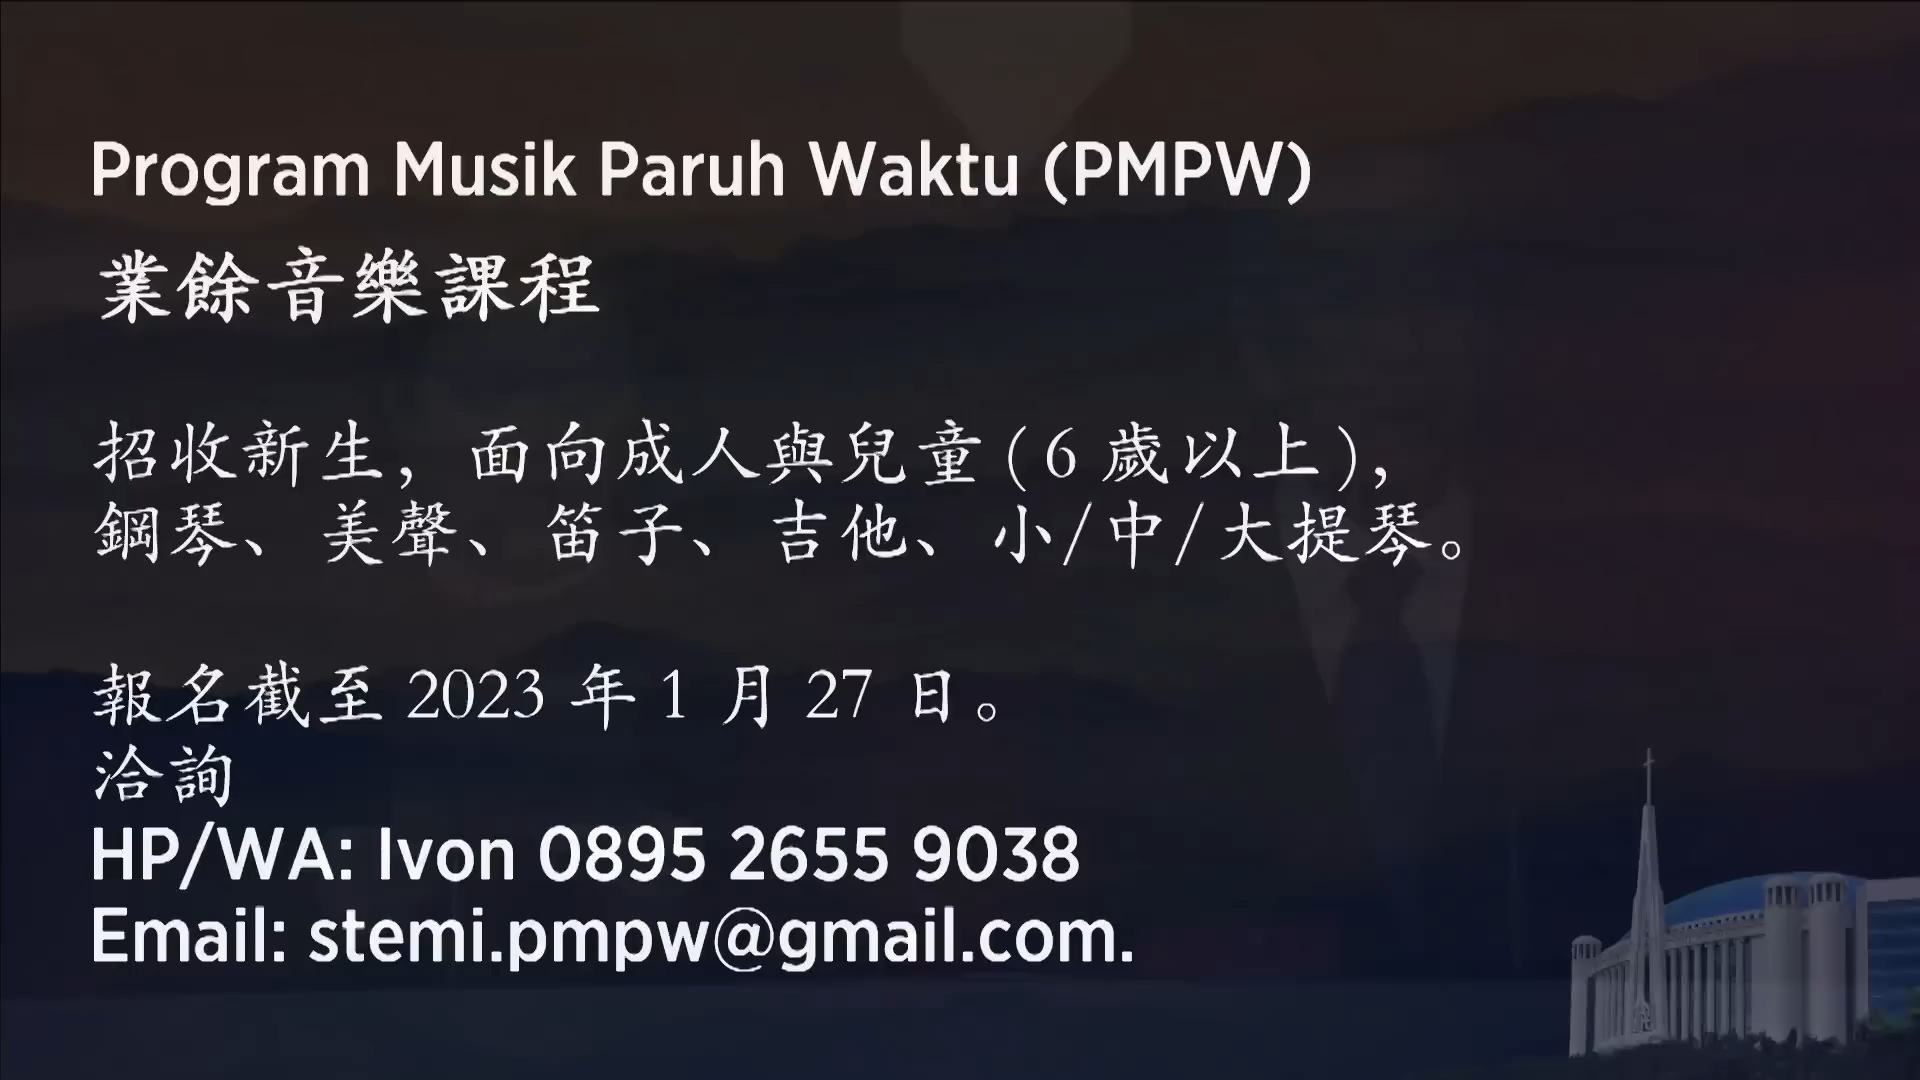 Program Musik Paruh Waktu (PMPW)
業餘音樂課程
招收新生，面向成人與兒童(6 歲以上)，
鋼琴、美聲、笛子、吉他、小/中/大提琴。
報名截至 2023 年 1 月 27 日。
洽詢
HP/WA: Ivon 0895 2655 9038
Email: stemi.pmpw@gmail.com.